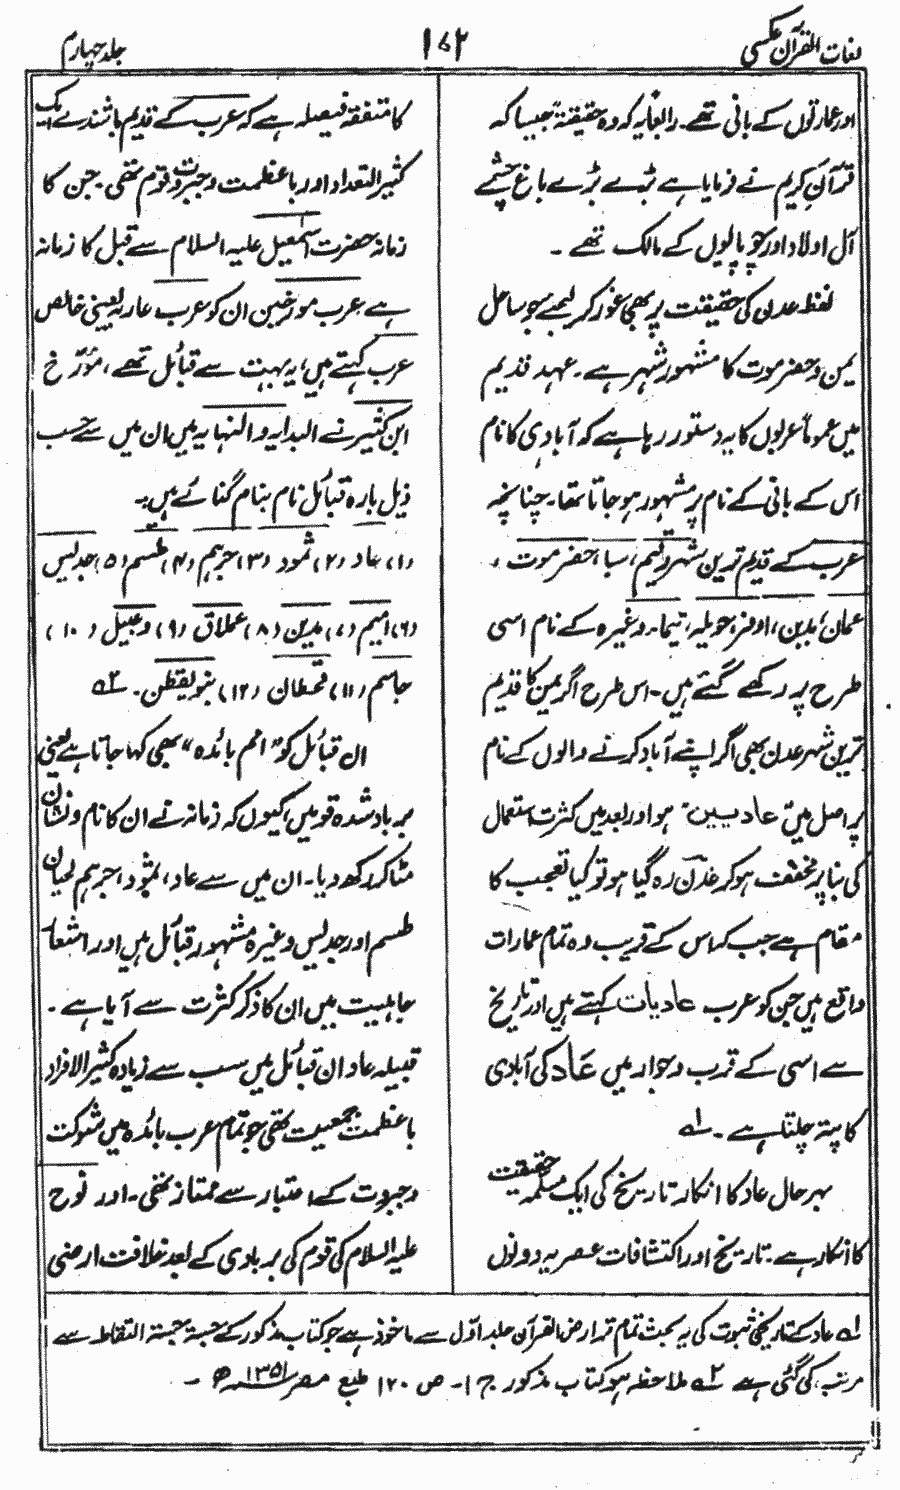 لغات القرآن عکسی
۱۷۲
جلد چہارم
اور عمارتوں کے بانی تھے۔ رابعاً یہ کہ وہ حقیقۃً جیسا کہ
قرآن کریم نے فرمایا ہے بڑے بڑے باغ چشمے
آل اولاد اور چوپایوں کے مالک تھے ۔
لفظ عدن کی حقیقت پر بھی غور کر لیجئے جو ساحل
یمن و حضر موت کا مشہور شہر ہے۔ عہد قدیم
میں عموماً عربوں کا یہ دستور رہا ہے کہ آبادی کا نام
اس کے بانی کے نام پر مشہور ہو جاتا تھا۔ چنانچہ
عرب کے قدیم ترین شہر ولیم، سبا، حضر موت ،
عمان، مدین، اوفر، حویلہ، تیما۔ وغیرہ کے نام اسی
طرح پر رکھے گئے ہیں۔ اس طرح اگر یمن کا قدیم
ترین شہر عدن بھی اگر اپنے آباد کرنے والوں کے نام
پر اصل میں عادیین ہو اور بعد میں کثرت استعمال
کی بنا پر مخفف ہو کر عدن رہ گیا ہو تو کیا تعجب کا
مقام ہے جب کہ اس کے قریب وہ تمام عمارات
واقع ہیں جن کو عرب عادیات کہتے ہیں اور تاریخ
سے اسی کے قرب و جوار میں عاد کی آبادی
کا پتہ چلتا ہے ۔ ۱ے
بہر حال عاد کا انکار تاریخ کی ایک مسلمہ حقیقت
کا انکار ہے۔ تاریخ اور اکتشافات عصریہ دونوں
کا متفقہ فیصلہ ہے کہ عرب کے قدیم باشندے ایک
کثیر التعداد اور باعظمت و جبروت قوم تھی جن کا
زمانہ حضرت اسمٰعیل علیہ السلام سے قبل کا زمانہ
ہے عرب مورخین ان کو عرب عاربہ یعنی خالص
عرب کہتے ہیں، یہ بہت سے قبائل تھے، مؤرّخ
ابن کثیر نے البدایہ والنہایہ میں ان میں سے حسب
ذیل بارہ قبائل نام بنام گنائے ہیں۔
(۱) عاد (۲) ثمود (۳) جرہم (۴) طسم (۵) جدیس
(۶) امیم (۷) مدین (۸) عملاق (۹) عبیل (۱۰)
جاسم (۱۱) قحطان (۱۲) بنو یقطن۔ ۲ے
ان قبائل کو "امم بائدہ" بھی کہا جاتا ہے یعنی
برباد شدہ قومیں، کیوں کہ زمانہ نے ان کا نام و نشان
مٹا کر رکھ دیا۔ ان میں سے عاد، ثمود، جرہم لحیان
طسم اور جدیس وغیرہ مشہور قبائل ہیں اور اشعار
جاہلیت میں ان کا ذکر کثرت سے آیا ہے ۔
قبیلہ عاد ان قبائل میں سب سے زیادہ کثیر الافراد
باعظمت جمعیت تھی جو تمام عرب بائدہ میں شوکت
و جبروت کے اعتبار سے ممتاز تھی۔ اور نوح
علیہ السلام کی قوم کی بربادی کے بعد خلافت ارضی
۱ے عاد کے تاریخی ثبوت کی یہ بحث تمام تر ارض القرآن جلد اوّل سے ماخوذ ہے جو کتاب مذکور کے جستہ جستہ التقاط سے
مرتب کی گئی ہے ۲ے ملاحظہ ہو کتاب مذکور ج ۱۔ ص ۱۲۰ طبع مصر ۱۳۵۱ھ ۔